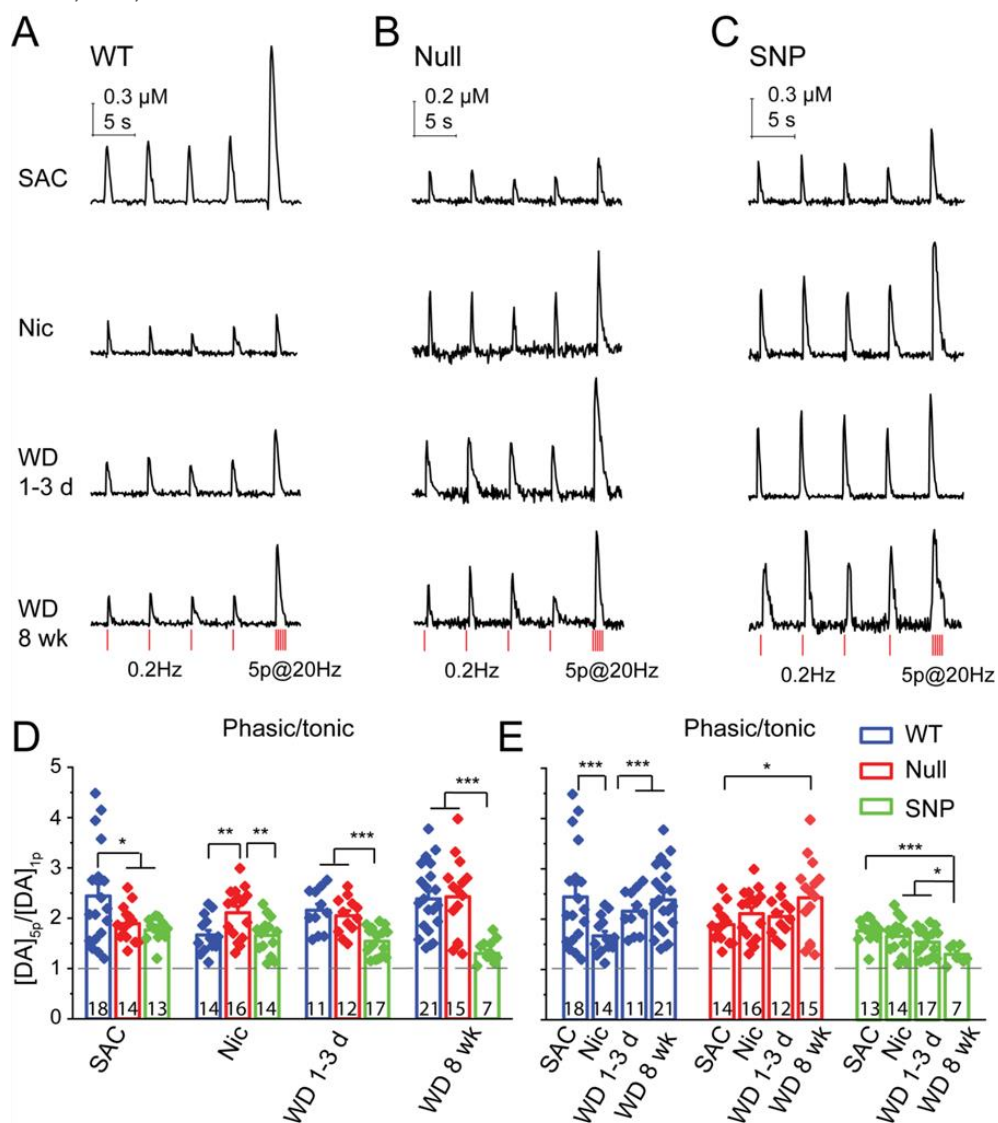 A
B
C
WT
Null
SNP
0.3 µM
5 s
0.2 µM
5 s
0.3 µM
5 s
SAC
Nic
WD
1-3 d
WD
8 wk
0.2Hz
5p@20Hz
0.2Hz
5p@20Hz
0.2Hz
5p@20Hz
D
Phasic/tonic
E
Phasic/tonic
WT
Null
SNP
[DA]5p/[DA]1p
5
4
3
2
1
0
*
** **
***
***
*** ***
*
***
*
18 14 13 14 16 14 11 12 17 21 15 7
18 14 11 21 14 16 12 15 13 14 17 7
SAC
Nic
WD 1-3 d
WD 8 wk
SAC
Nic
WD 1-3 d
WD 8 wk
SAC
Nic
WD 1-3 d
WD 8 wk
SAC
Nic
WD 1-3 d
WD 8 wk